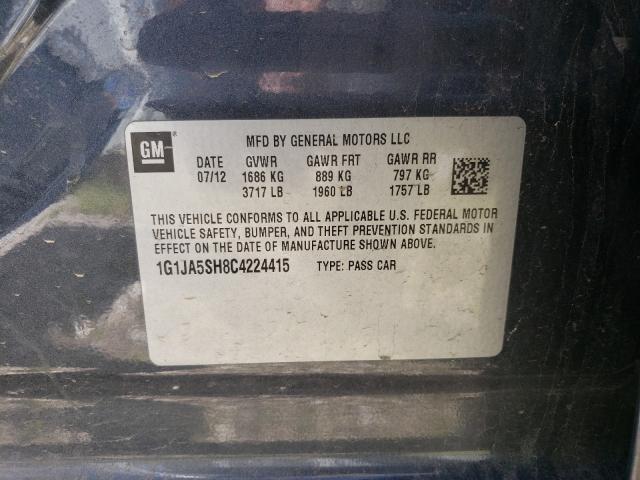 GM
MFD BY GENERAL MOTORS LLC
DATE GVWR GAWR FRT GAWR RR
07/12 1686 KG 889 KG 797 KG
3717 LB 1960 LB 1757 LB
THIS VEHICLE CONFORMS TO ALL APPLICABLE U.S. FEDERAL MOTOR
VEHICLE SAFETY, BUMPER, AND THEFT PREVENTION STANDARDS IN
EFFECT ON THE DATE OF MANUFACTURE SHOWN ABOVE.
1G1JA5SH8C4224415 TYPE: PASS CAR